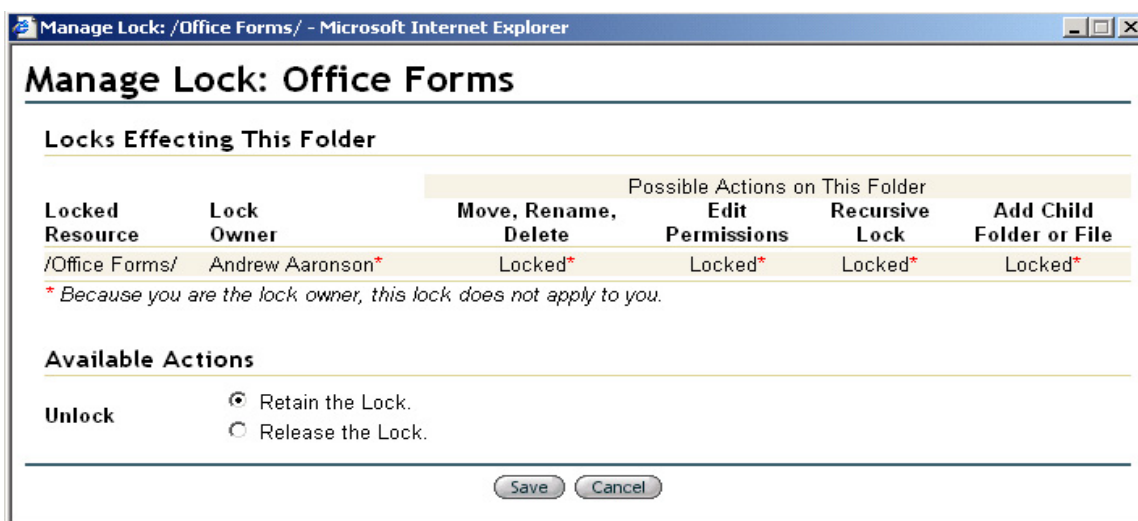 Manage Lock: /Office Forms/ - Microsoft Internet Explorer
Manage Lock: Office Forms
Locks Effecting This Folder
Possible Actions on This Folder
Locked Resource Lock Owner Move, Rename, Delete Edit Permissions Recursive Lock Add Child Folder or File
/Office Forms/ Andrew Aaronson* Locked* Locked* Locked* Locked*
* Because you are the lock owner, this lock does not apply to you.
Available Actions
Unlock
Retain the Lock.
Release the Lock.
Save Cancel